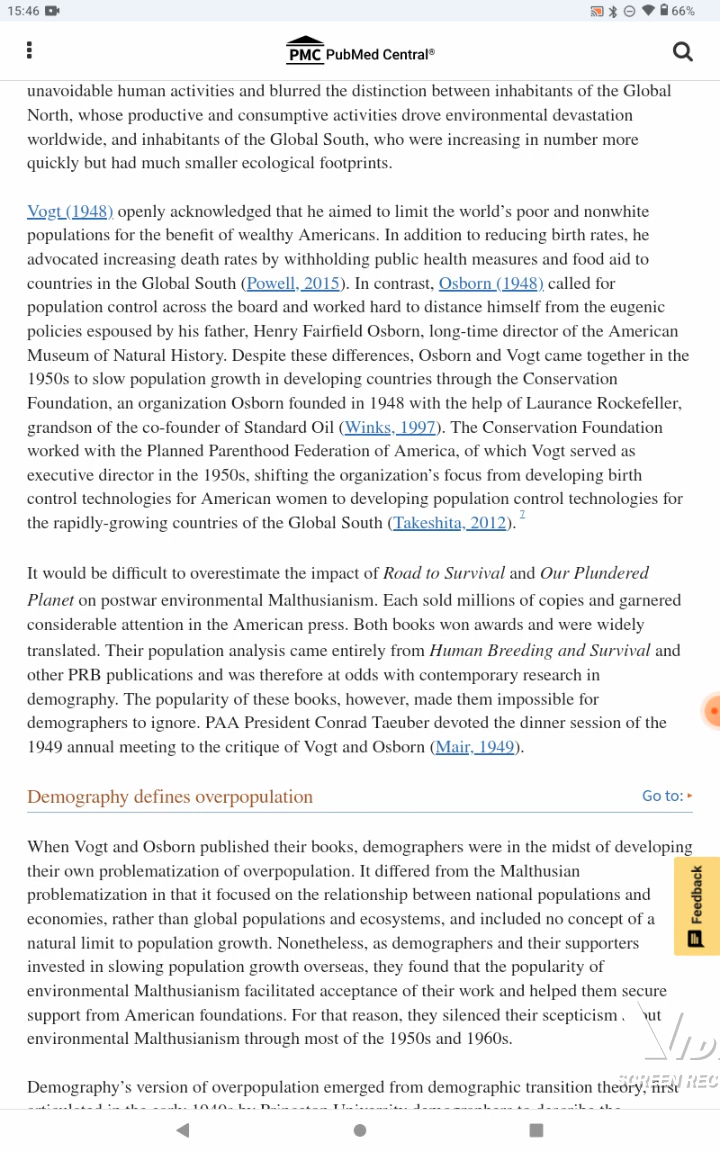 15:46
66%
PMC PubMed Central®
unavoidable human activities and blurred the distinction between inhabitants of the Global
North, whose productive and consumptive activities drove environmental devastation
worldwide, and inhabitants of the Global South, who were increasing in number more
quickly but had much smaller ecological footprints.
Vogt (1948) openly acknowledged that he aimed to limit the world's poor and nonwhite
populations for the benefit of wealthy Americans. In addition to reducing birth rates, he
advocated increasing death rates by withholding public health measures and food aid to
countries in the Global South (Powell, 2015). In contrast, Osborn (1948) called for
population control across the board and worked hard to distance himself from the eugenic
policies espoused by his father, Henry Fairfield Osborn, long-time director of the American
Museum of Natural History. Despite these differences, Osborn and Vogt came together in the
1950s to slow population growth in developing countries through the Conservation
Foundation, an organization Osborn founded in 1948 with the help of Laurance Rockefeller,
grandson of the co-founder of Standard Oil (Winks, 1997). The Conservation Foundation
worked with the Planned Parenthood Federation of America, of which Vogt served as
executive director in the 1950s, shifting the organization's focus from developing birth
control technologies for American women to developing population control technologies for
the rapidly-growing countries of the Global South (Takeshita, 2012). 7
It would be difficult to overestimate the impact of Road to Survival and Our Plundered
Planet on postwar environmental Malthusianism. Each sold millions of copies and garnered
considerable attention in the American press. Both books won awards and were widely
translated. Their population analysis came entirely from Human Breeding and Survival and
other PRB publications and was therefore at odds with contemporary research in
demography. The popularity of these books, however, made them impossible for
demographers to ignore. PAA President Conrad Taeuber devoted the dinner session of the
1949 annual meeting to the critique of Vogt and Osborn (Mair, 1949).
Demography defines overpopulation
Go to:
When Vogt and Osborn published their books, demographers were in the midst of developing
their own problematization of overpopulation. It differed from the Malthusian
problematization in that it focused on the relationship between national populations and
economies, rather than global populations and ecosystems, and included no concept of a
natural limit to population growth. Nonetheless, as demographers and their supporters
invested in slowing population growth overseas, they found that the popularity of
environmental Malthusianism facilitated acceptance of their work and helped them secure
support from American foundations. For that reason, they silenced their scepticism
environmental Malthusianism through most of the 1950s and 1960s.
Demography's version of overpopulation emerged from demographic transition theory, first
Feedback
SCREEN REC